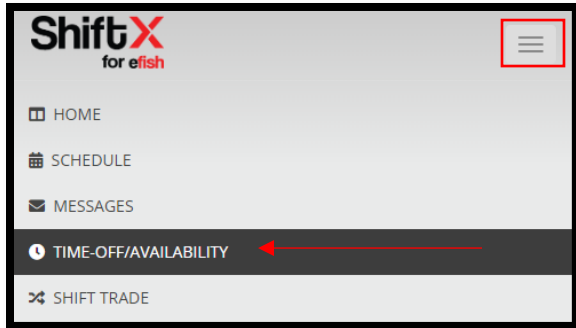 ShiftX
for efish
HOME
SCHEDULE
MESSAGES
TIME-OFF/AVAILABILITY
SHIFT TRADE